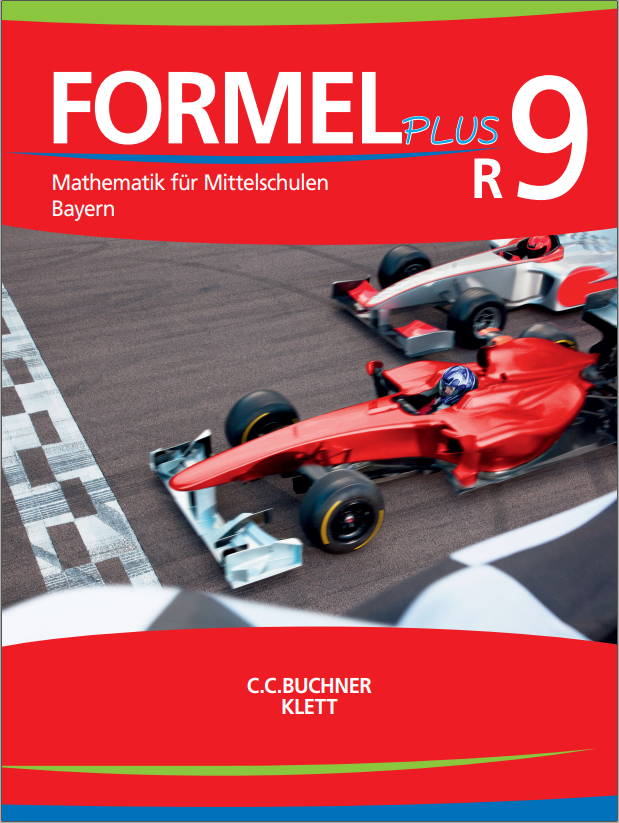 FORMEL PLUS R 9
Mathematik für Mittelschulen
Bayern
C.C.BUCHNER
KLETT